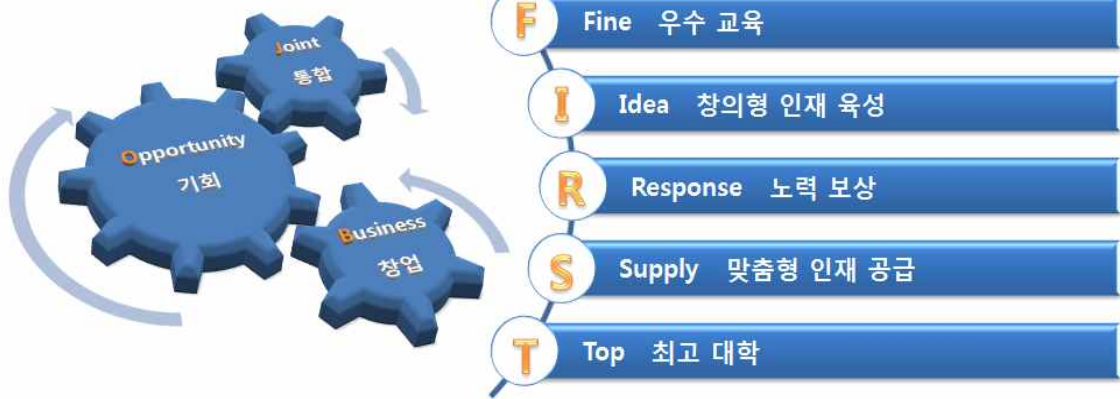 Joint
통합
Opportunity
기회
Business
창업
F
Fine 우수 교육
I
Idea 창의형 인재 육성
R
Response 노력 보상
S
Supply 맞춤형 인재 공급
T
Top 최고 대학